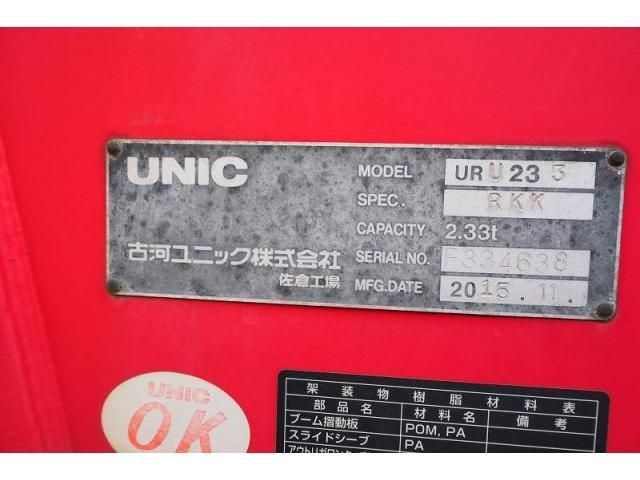 UNIC
MODEL URU233
SPEC. RKK
CAPACITY 2.33t
古河ユニック株式会社 SERIAL NO. -334638
佐倉工場 MFG.DATE 2015.11.
UNIC
OK
架装物樹脂材料表
部品名 材料名 備考
ブーム摺動板 POM, PA
スライドシーブ PA